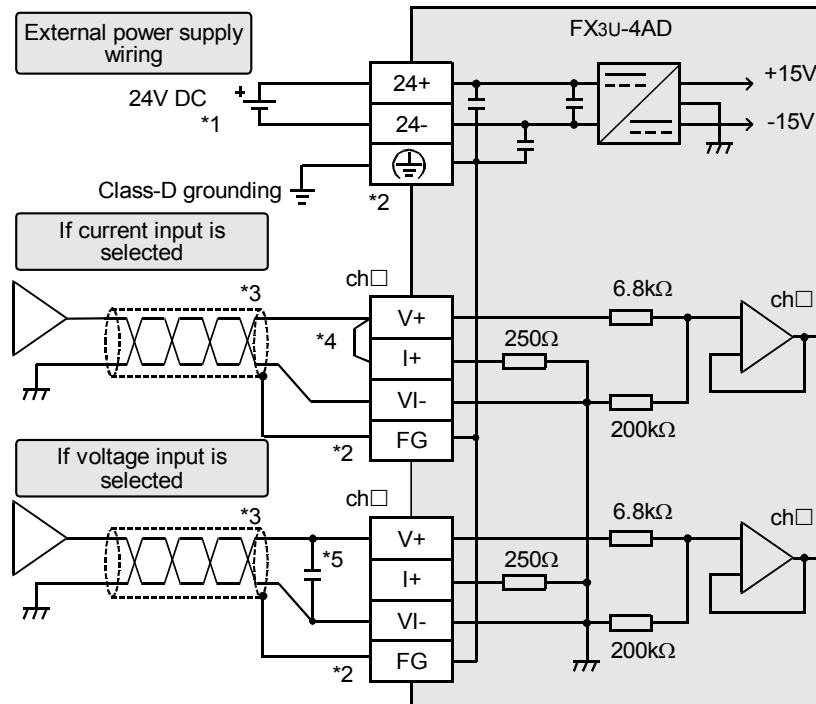 External power supply
wiring
FX3U-4AD
24V DC
+
*1
24+
24-
+15V
-15V
Class-D grounding
*2
If current input is
selected
ch□
*3
*4
V+
I+
VI-
FG
*2
6.8kΩ
250Ω
200kΩ
ch□
If voltage input is
selected
ch□
*3
*5
V+
I+
VI-
FG
*2
6.8kΩ
250Ω
200kΩ
ch□